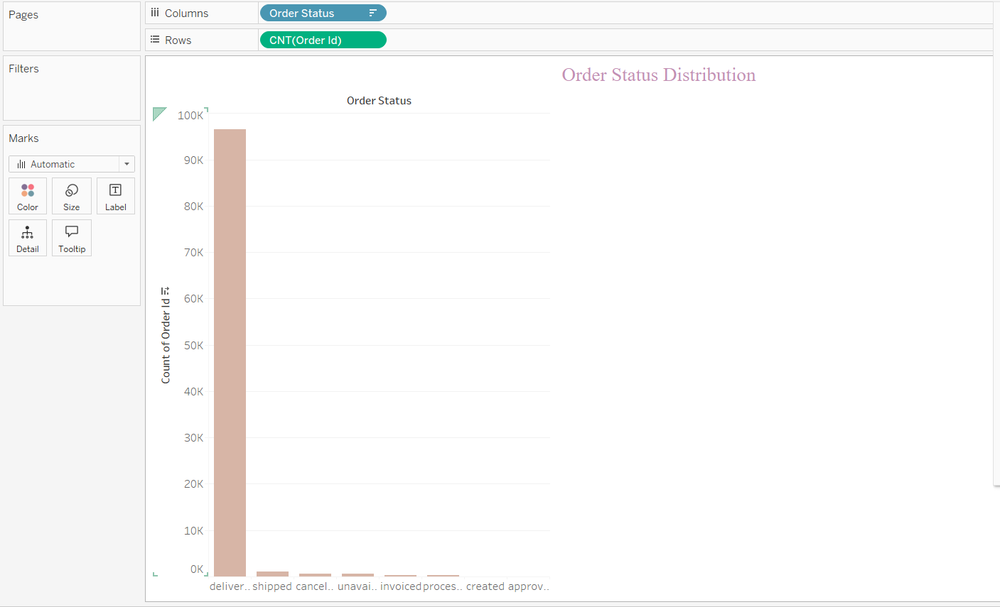 Pages
Columns
Order Status
Rows
CNT(Order Id)
Filters
Marks
Automatic
Color
Size
Label
Detail
Tooltip
Order Status Distribution
Order Status
Count of Order Id
100K
90K
80K
70K
60K
50K
40K
30K
20K
10K
0K
deliver.. shipped cancel.. unavai.. invoiced proces.. created approv..